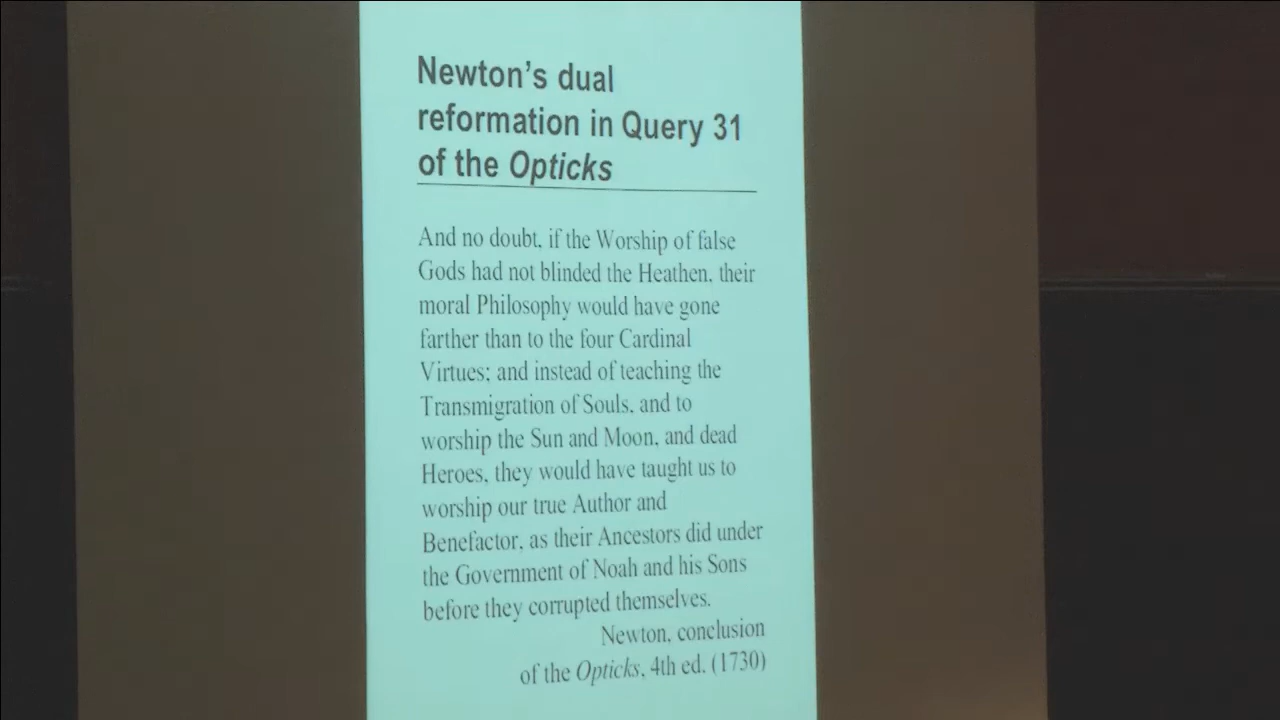 Newton's dual
reformation in Query 31
of the Opticks
And no doubt, if the Worship of false
Gods had not blinded the Heathen, their
moral Philosophy would have gone
farther than to the four Cardinal
Virtues; and instead of teaching the
Transmigration of Souls, and to
worship the Sun and Moon, and dead
Heroes, they would have taught us to
worship our true Author and
Benefactor, as their Ancestors did under
the Government of Noah and his Sons
before they corrupted themselves.
Newton, conclusion
of the Opticks, 4th ed. (1730)